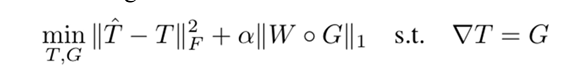 min_{T,G} ‖T̂ − T‖²_F + α‖W ∘ G‖₁ s.t. ∇T = G